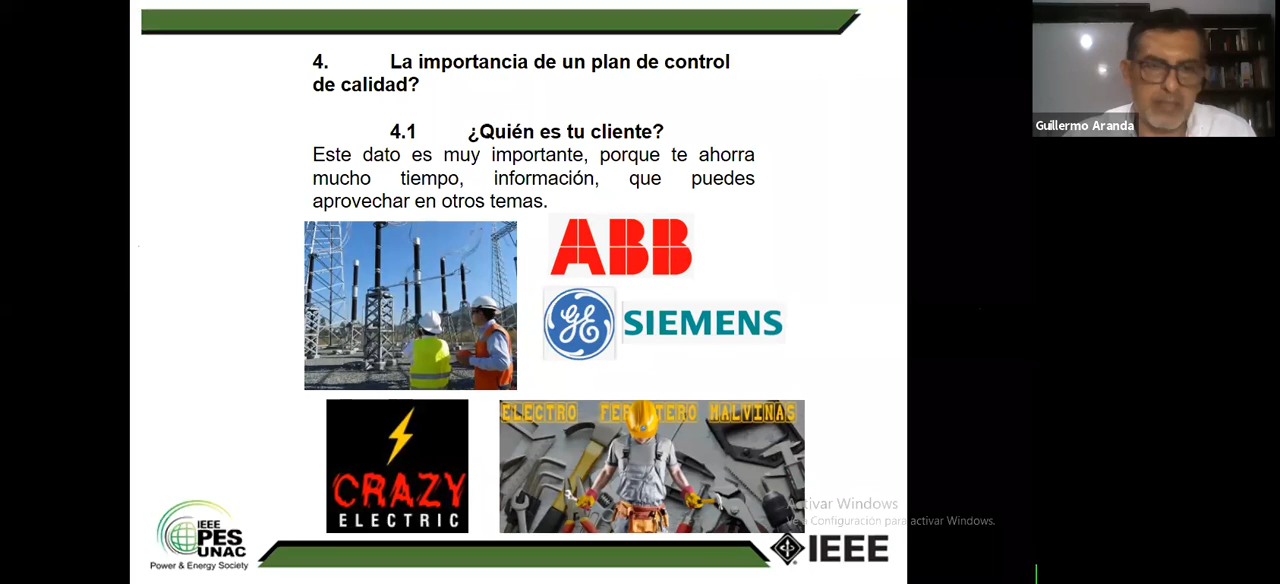 4. La importancia de un plan de control
de calidad?
Guillermo Aranda
4.1 ¿Quién es tu cliente?
Este dato es muy importante, porque te ahorra
mucho tiempo, información, que puedes
aprovechar en otros temas.
ABB
GE SIEMENS
ELECTRO FERRETERO MALVINAS
CRAZY
ELECTRIC
Activar Windows
Ve a Configuración para activar Windows.
IEEE
PES
UNAC
Power & Energy Society
IEEE